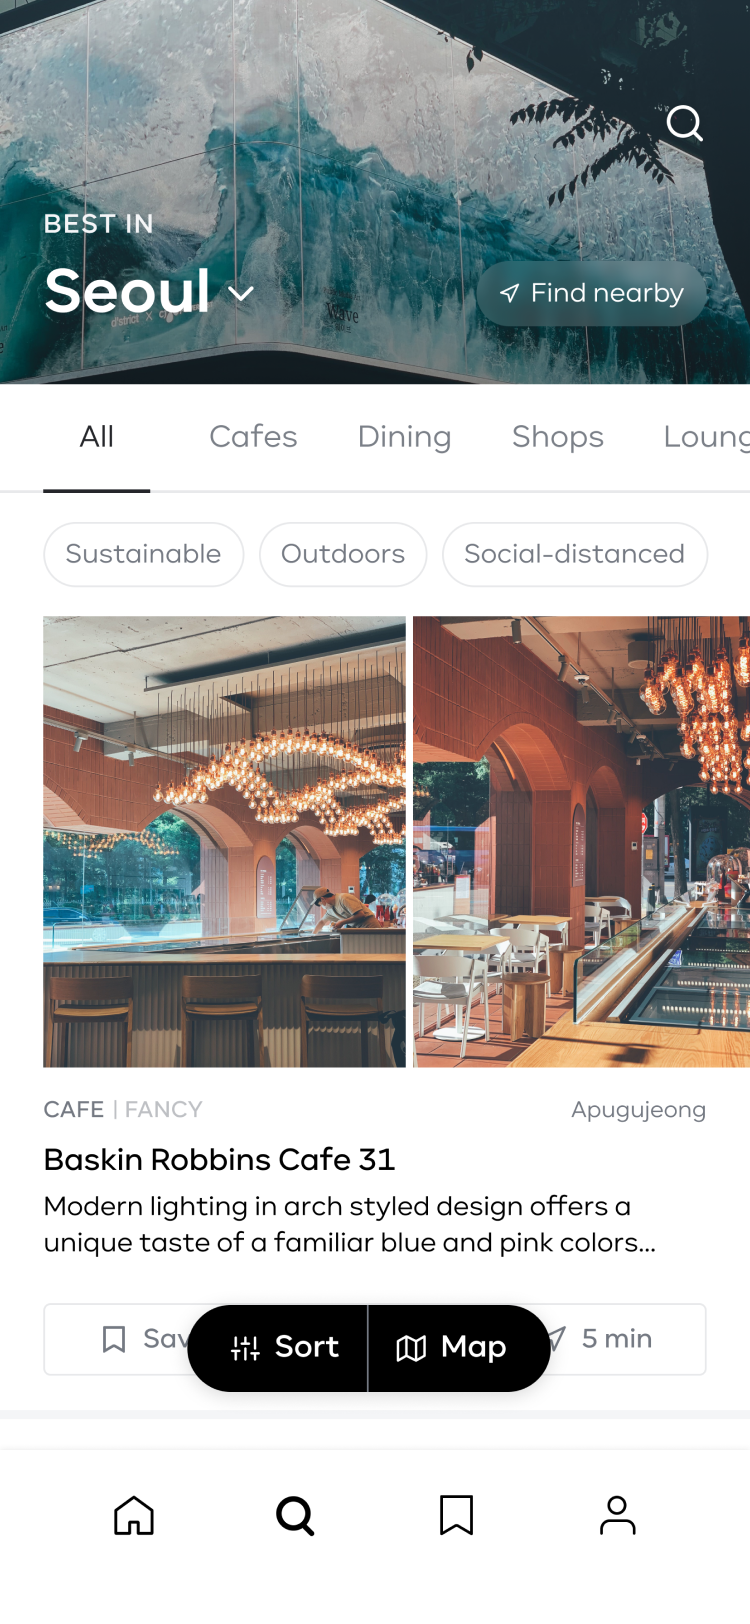 BEST IN
Seoul
Find nearby
d'strict X
Wave
All Cafes Dining Shops Loung
Sustainable Outdoors Social-distanced
CAFE | FANCY Apugujeong
Baskin Robbins Cafe 31
Modern lighting in arch styled design offers a
unique taste of a familiar blue and pink colors...
Sav 5 min
Sort Map